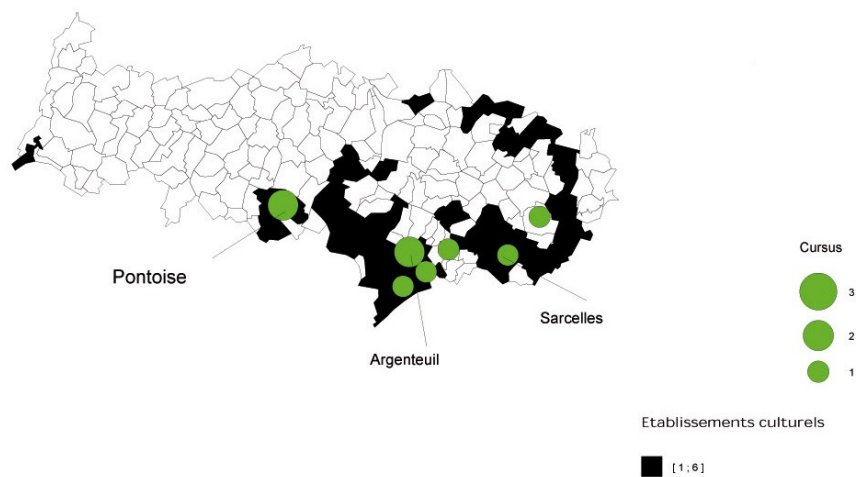 Pontoise
Argenteuil
Sarcelles
Cursus
3
2
1
Etablissements culturels
[ 1 ; 6 ]